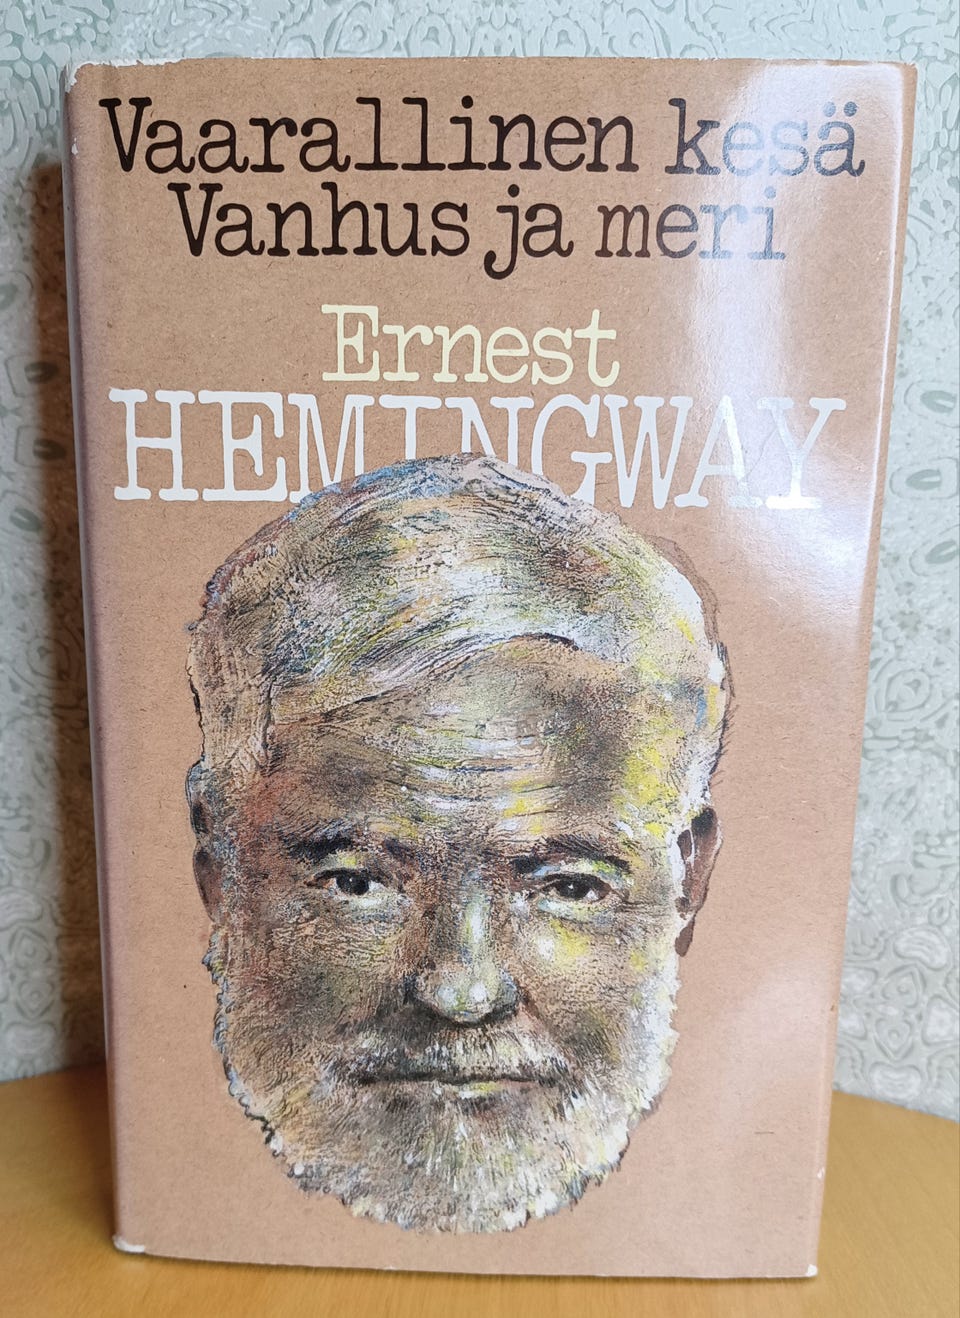 Vaarallinen kesä
Vanhus ja meri
Ernest
HEMINGWAY